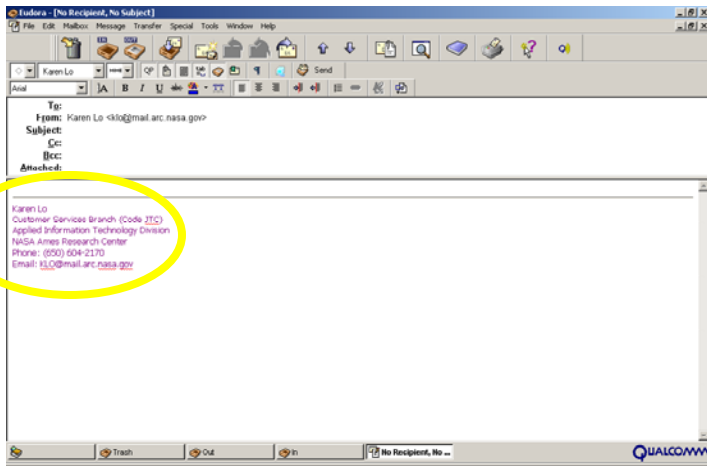 Eudora - [No Recipient, No Subject]
File Edit Mailbox Message Transfer Special Tools Window Help
IN OUT
Karen Lo Send
Arial A B I U
To:
From: Karen Lo <klo@mail.arc.nasa.gov>
Subject:
Cc:
Bcc:
Attached:
Karen Lo
Customer Services Branch (Code JTC)
Applied Information Technology Division
NASA Ames Research Center
Phone: (650) 604-2170
Email: KLO@mail.arc.nasa.gov
Trash Out In No Recipient, No ... QUALCOMM